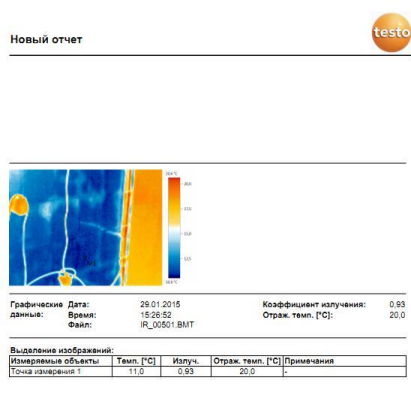 testo
Новый отчет
Графические данные:
Дата: 29.01.2015 Коэффициент излучения: 0,93
Время: 15:26:52 Отраж. темп. [°C]: 20,0
Файл: IR_00501.BMT
Выделение изображений:
Измеряемые объекты Темп. [°C] Излуч. Отраж. темп. [°C] Примечания
Точка измерения 1 11,0 0,93 20,0 -